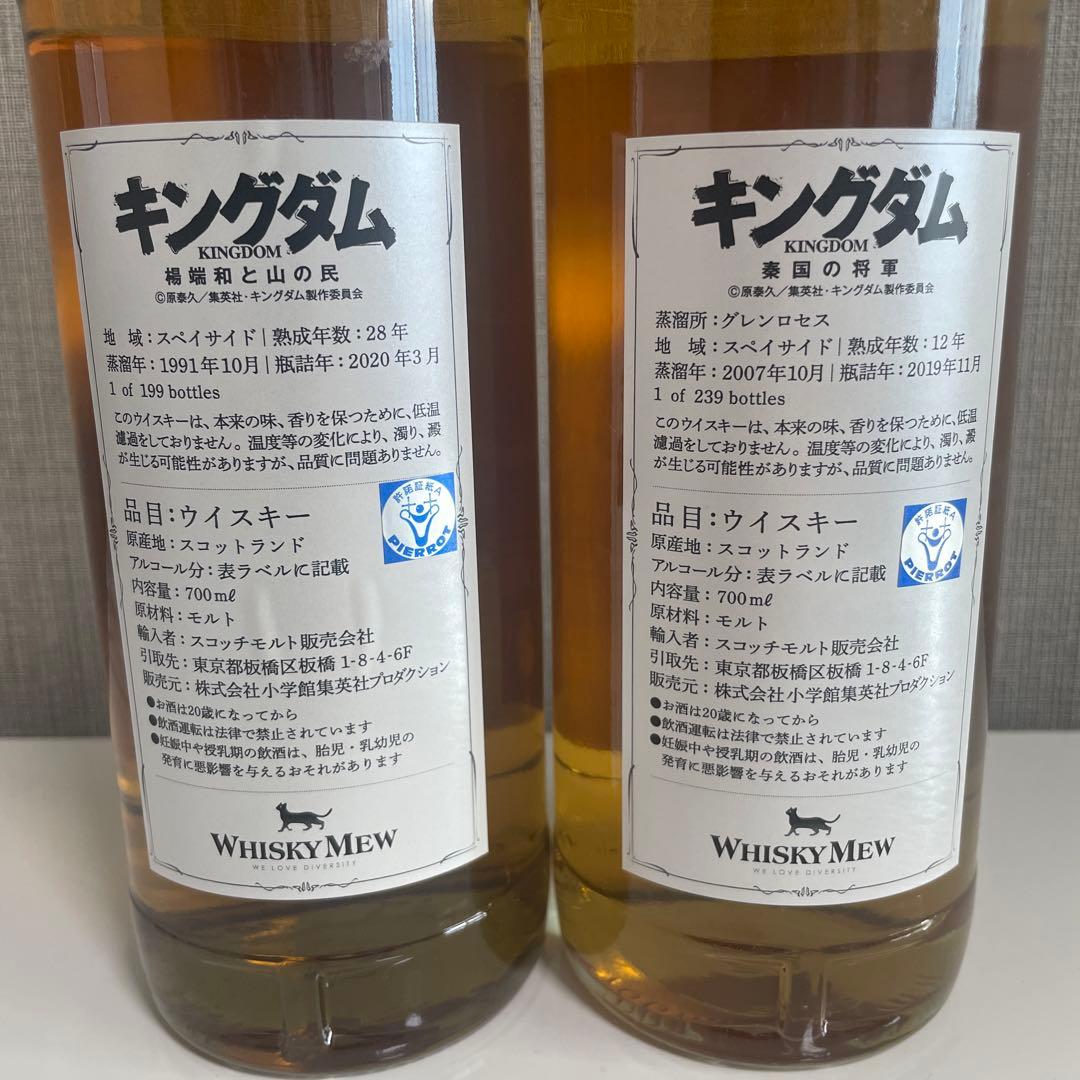 キングダム
KINGDOM
楊端和と山の民
©原泰久／集英社・キングダム製作委員会
地　域：スペイサイド｜熟成年数：28年
蒸溜年：1991年10月｜瓶詰年：2020年3月
1 of 199 bottles
このウイスキーは、本来の味、香りを保つために、低温
濾過をしておりません。温度等の変化により、濁り、澱
が生じる可能性がありますが、品質に問題ありません。
品目：ウイスキー
原産地：スコットランド
アルコール分：表ラベルに記載
内容量：700mℓ
原材料：モルト
輸入者：スコッチモルト販売会社
引取先：東京都板橋区板橋 1-8-4-6F
販売元：株式会社小学館集英社プロダクション
●お酒は20歳になってから
●飲酒運転は法律で禁止されています
●妊娠中や授乳期の飲酒は、胎児・乳幼児の
発育に悪影響を与えるおそれがあります
許諾証紙A
PIERROT
WHISKY MEW
WE LOVE DIVERSITY
キングダム
KINGDOM
秦国の将軍
©原泰久／集英社・キングダム製作委員会
蒸溜所：グレンロセス
地　域：スペイサイド｜熟成年数：12年
蒸溜年：2007年10月｜瓶詰年：2019年11月
1 of 239 bottles
このウイスキーは、本来の味、香りを保つために、低温
濾過をしておりません。温度等の変化により、濁り、澱
が生じる可能性がありますが、品質に問題ありません。
品目：ウイスキー
原産地：スコットランド
アルコール分：表ラベルに記載
内容量：700mℓ
原材料：モルト
輸入者：スコッチモルト販売会社
引取先：東京都板橋区板橋 1-8-4-6F
販売元：株式会社小学館集英社プロダクション
●お酒は20歳になってから
●飲酒運転は法律で禁止されています
●妊娠中や授乳期の飲酒は、胎児・乳幼児の
発育に悪影響を与えるおそれがあります
許諾証紙A
PIERROT
WHISKY MEW
WE LOVE DIVERSITY